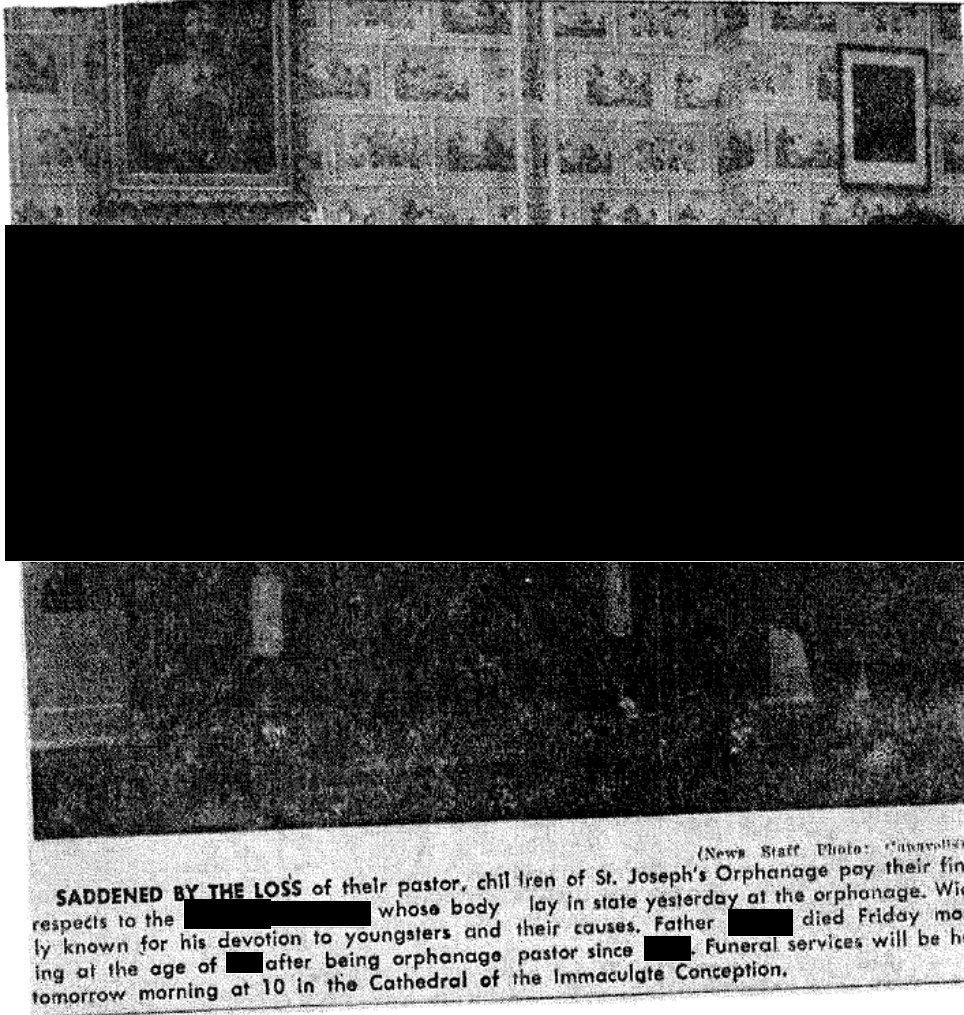 (News Staff Photo:
SADDENED BY THE LOSS of their pastor, chil iren of St. Joseph's Orphanage pay their fin
respects to the whose body lay in state yesterday at the orphanage. Wid
ly known for his devotion to youngsters and their causes. Father died Friday mor
ing at the age of after being orphanage pastor since . Funeral services will be he
tomorrow morning at 10 in the Cathedral of the Immaculate Conception.